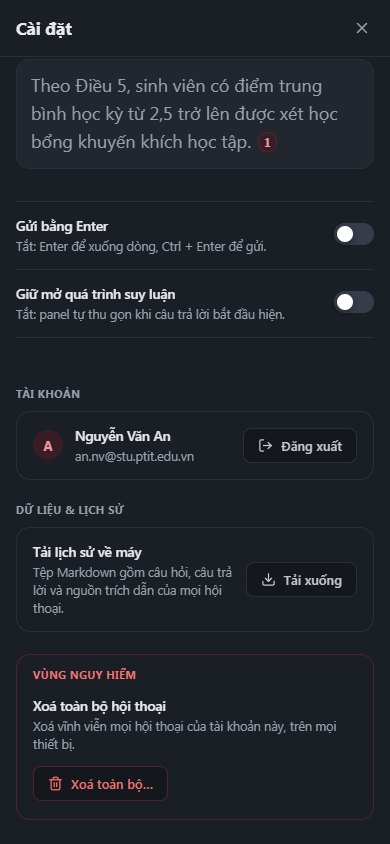 Cài đặt
Theo Điều 5, sinh viên có điểm trung
bình học kỳ từ 2,5 trở lên được xét học
bổng khuyến khích học tập. 1
Gửi bằng Enter
Tắt: Enter để xuống dòng, Ctrl + Enter để gửi.
Giữ mở quá trình suy luận
Tắt: panel tự thu gọn khi câu trả lời bắt đầu hiện.
TÀI KHOẢN
A
Nguyễn Văn An
an.nv@stu.ptit.edu.vn
Đăng xuất
DỮ LIỆU & LỊCH SỬ
Tải lịch sử về máy
Tệp Markdown gồm câu hỏi, câu trả
lời và nguồn trích dẫn của mọi hội
thoại.
Tải xuống
VÙNG NGUY HIỂM
Xoá toàn bộ hội thoại
Xoá vĩnh viễn mọi hội thoại của tài khoản này, trên mọi
thiết bị.
Xoá toàn bộ...